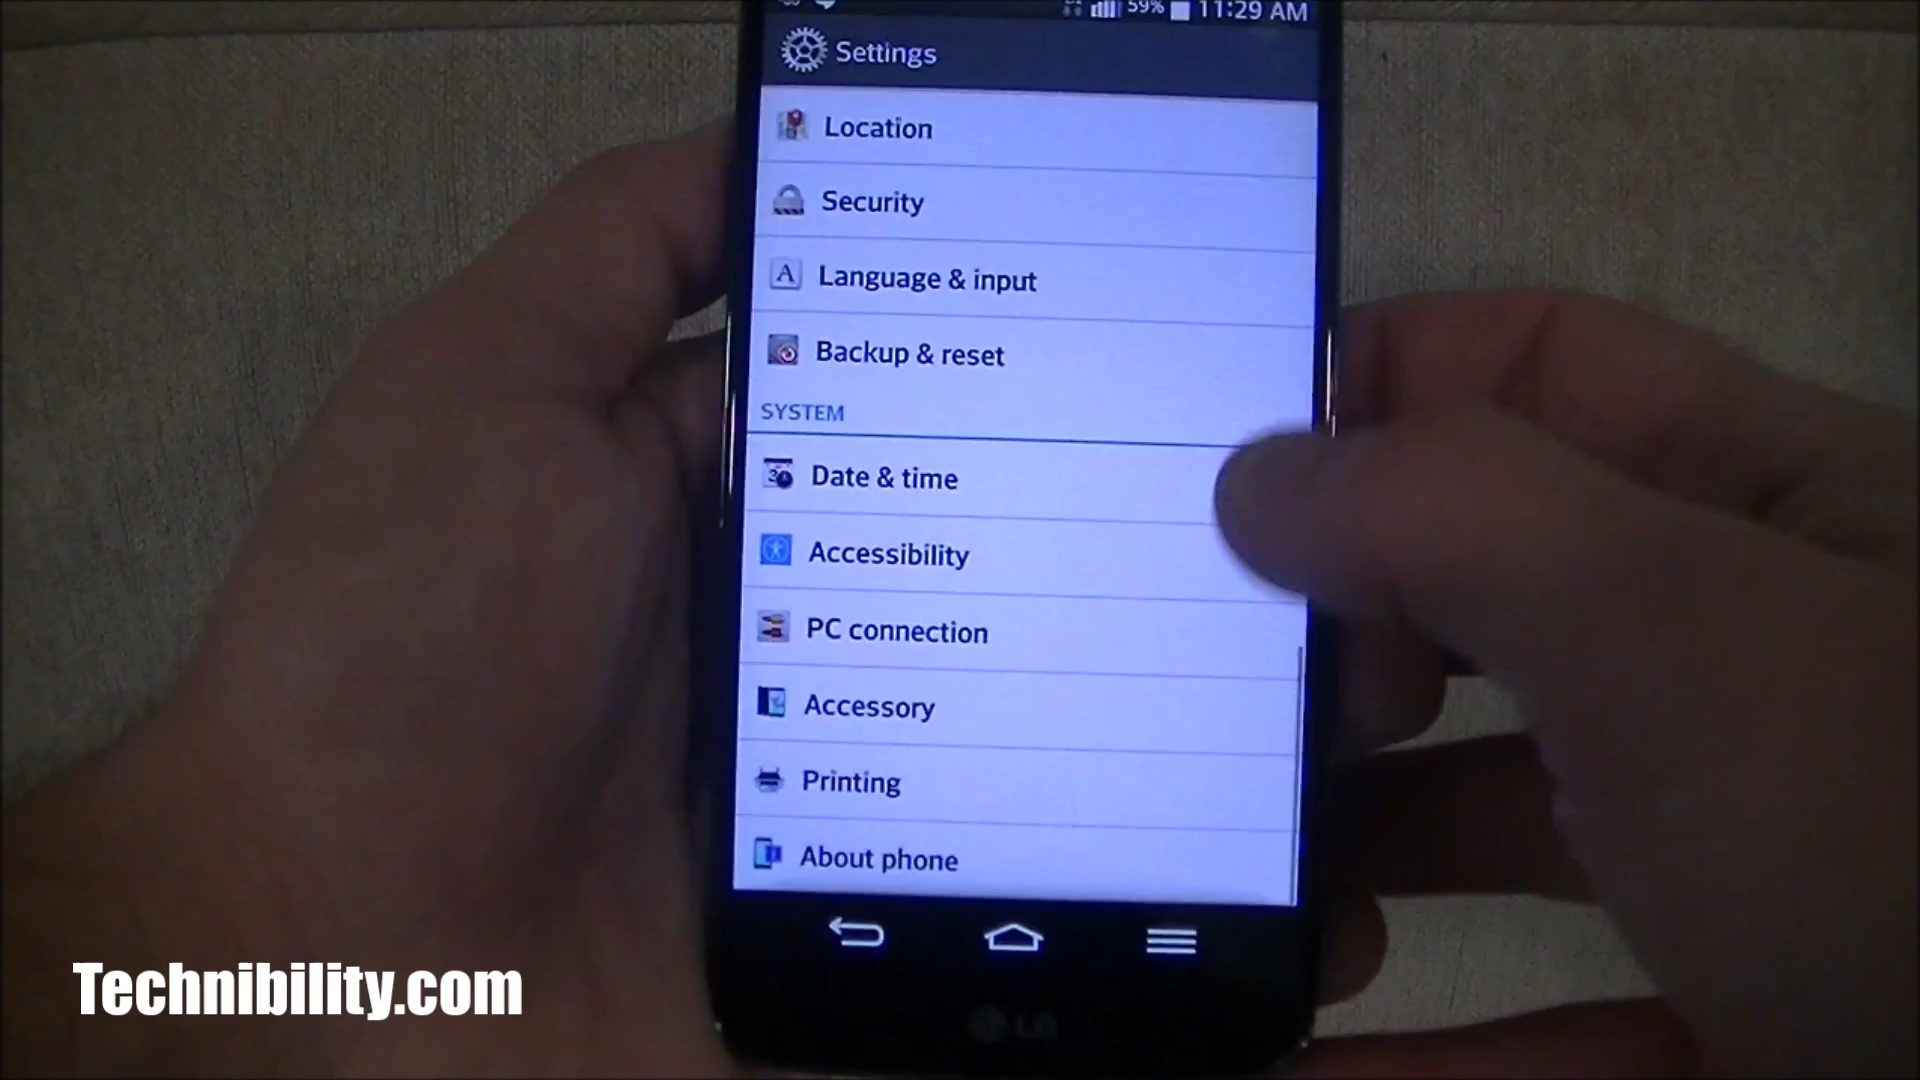 59% 11:29 AM
Settings
Location
Security
A Language & input
Backup & reset
SYSTEM
Date & time
Accessibility
PC connection
Accessory
Printing
About phone
LG
Technibility.com